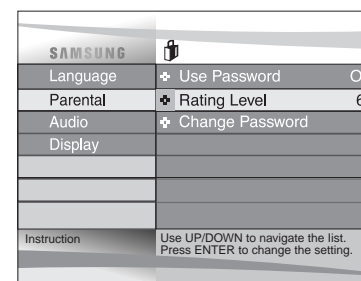 SAMSUNG
Language
Parental
Audio
Display
Use Password
Rating Level 6
Change Password
Instruction
Use UP/DOWN to navigate the list.
Press ENTER to change the setting.